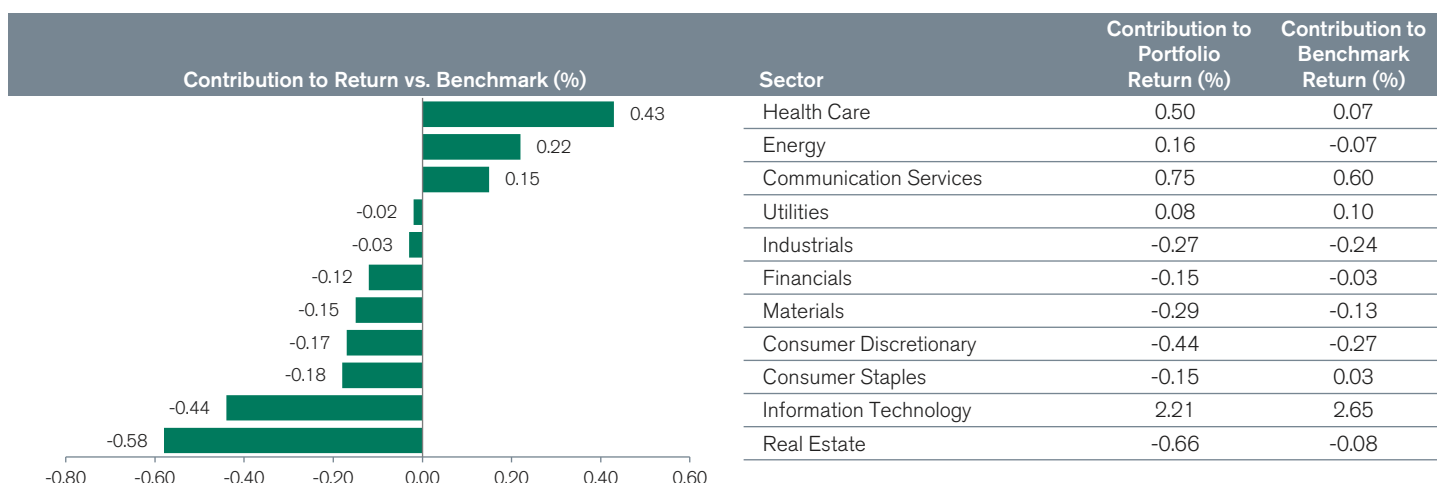 Contribution to Return vs. Benchmark (%)
Sector
Contribution to
Portfolio
Return (%)
Contribution to
Benchmark
Return (%)
0.43
Health Care 0.50 0.07
0.22
Energy 0.16 -0.07
0.15
Communication Services 0.75 0.60
-0.02
Utilities 0.08 0.10
-0.03
Industrials -0.27 -0.24
-0.12
Financials -0.15 -0.03
-0.15
Materials -0.29 -0.13
-0.17
Consumer Discretionary -0.44 -0.27
-0.18
Consumer Staples -0.15 0.03
-0.44
Information Technology 2.21 2.65
-0.58
Real Estate -0.66 -0.08
-0.80 -0.60 -0.40 -0.20 0.00 0.20 0.40 0.60